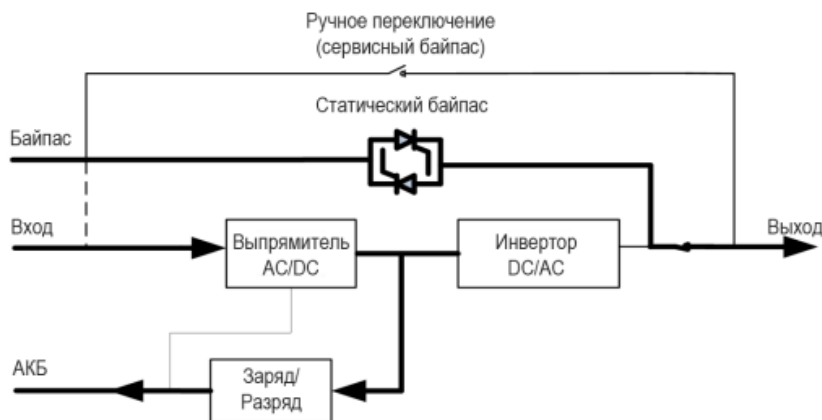 Ручное переключение
(сервисный байпас)
Статический байпас
Байпас
Вход
Выпрямитель
AC/DC
Инвертор
DC/AC
Выход
АКБ
Заряд/
Разряд